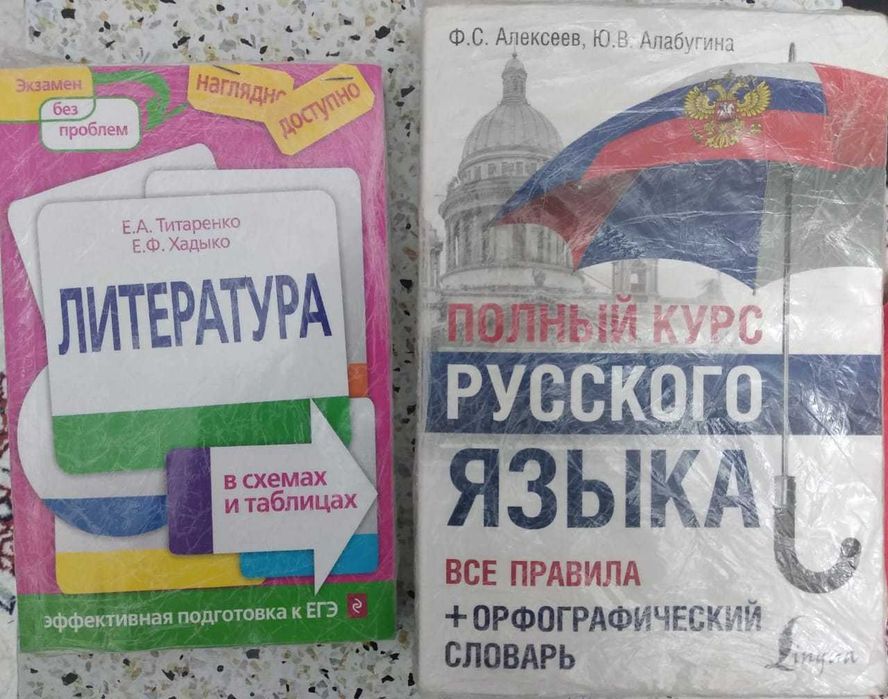 Экзамен
без
проблем
наглядно
доступно
Е.А. Титаренко
Е.Ф. Хадыко
ЛИТЕРАТУРА
в схемах
и таблицах
эффективная подготовка к ЕГЭ
Ф.С. Алексеев, Ю.В. Алабугина
ПОЛНЫЙ КУРС
РУССКОГО
ЯЗЫКА
ВСЕ ПРАВИЛА
+ОРФОГРАФИЧЕСКИЙ
СЛОВАРЬ
Lingua